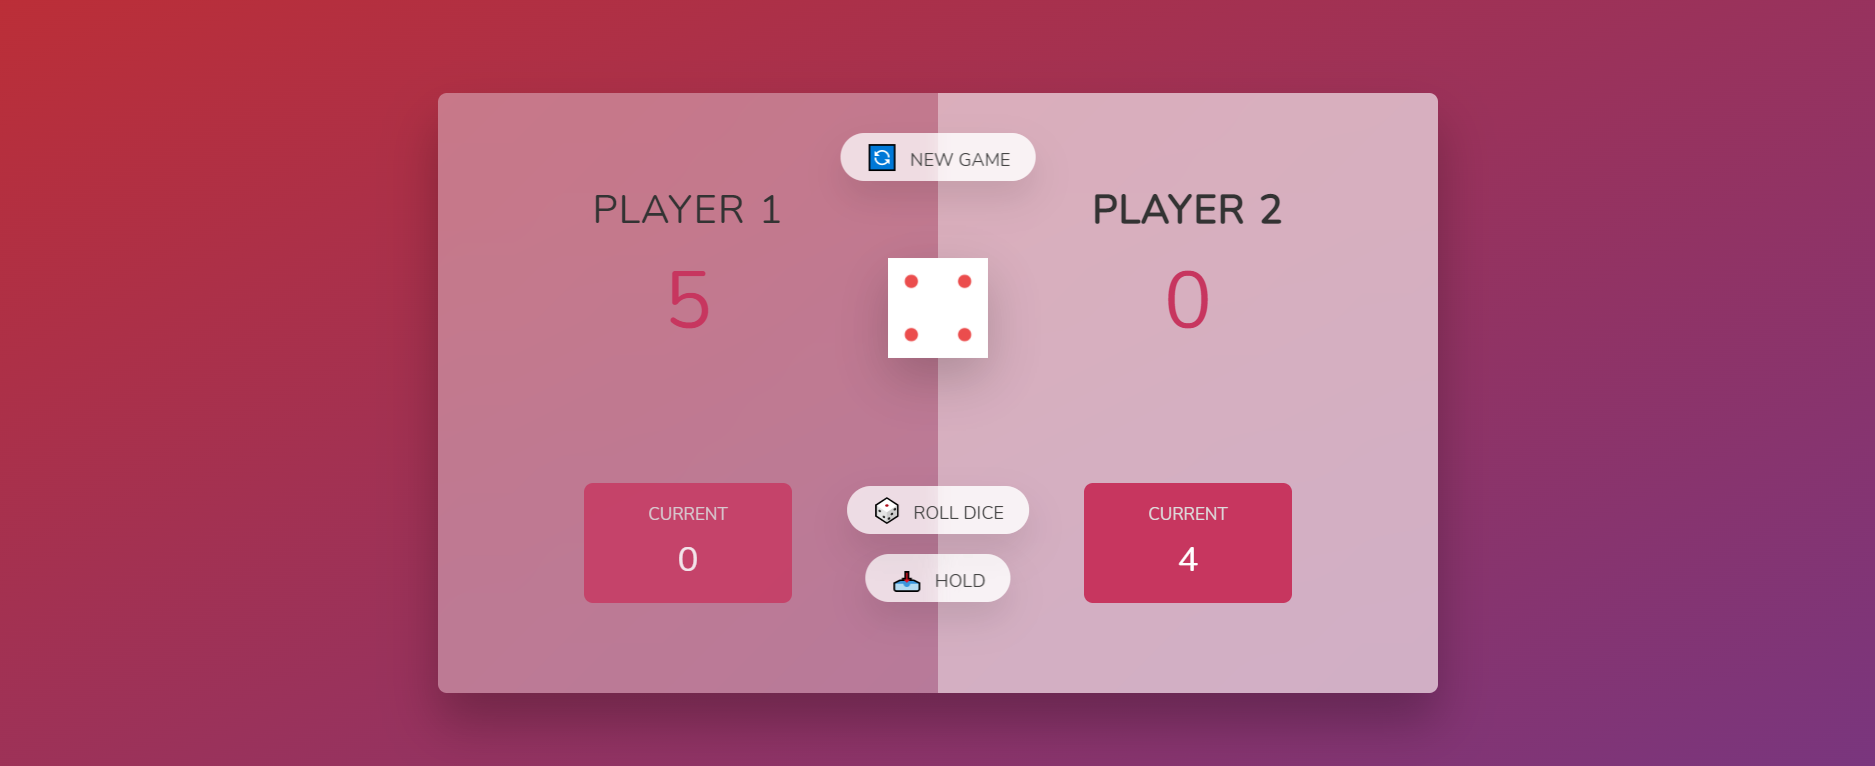 NEW GAME
PLAYER 1
5
PLAYER 2
0
CURRENT
0
ROLL DICE
HOLD
CURRENT
4